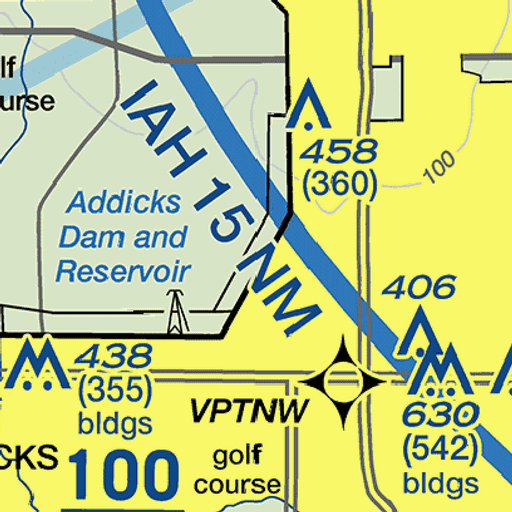 lf
ourse
IAH 15 NM
458
(360)
100
Addicks
Dam and
Reservoir
406
438
(355)
bldgs
VPTNW
630
(542)
bldgs
CKS
100
golf
course